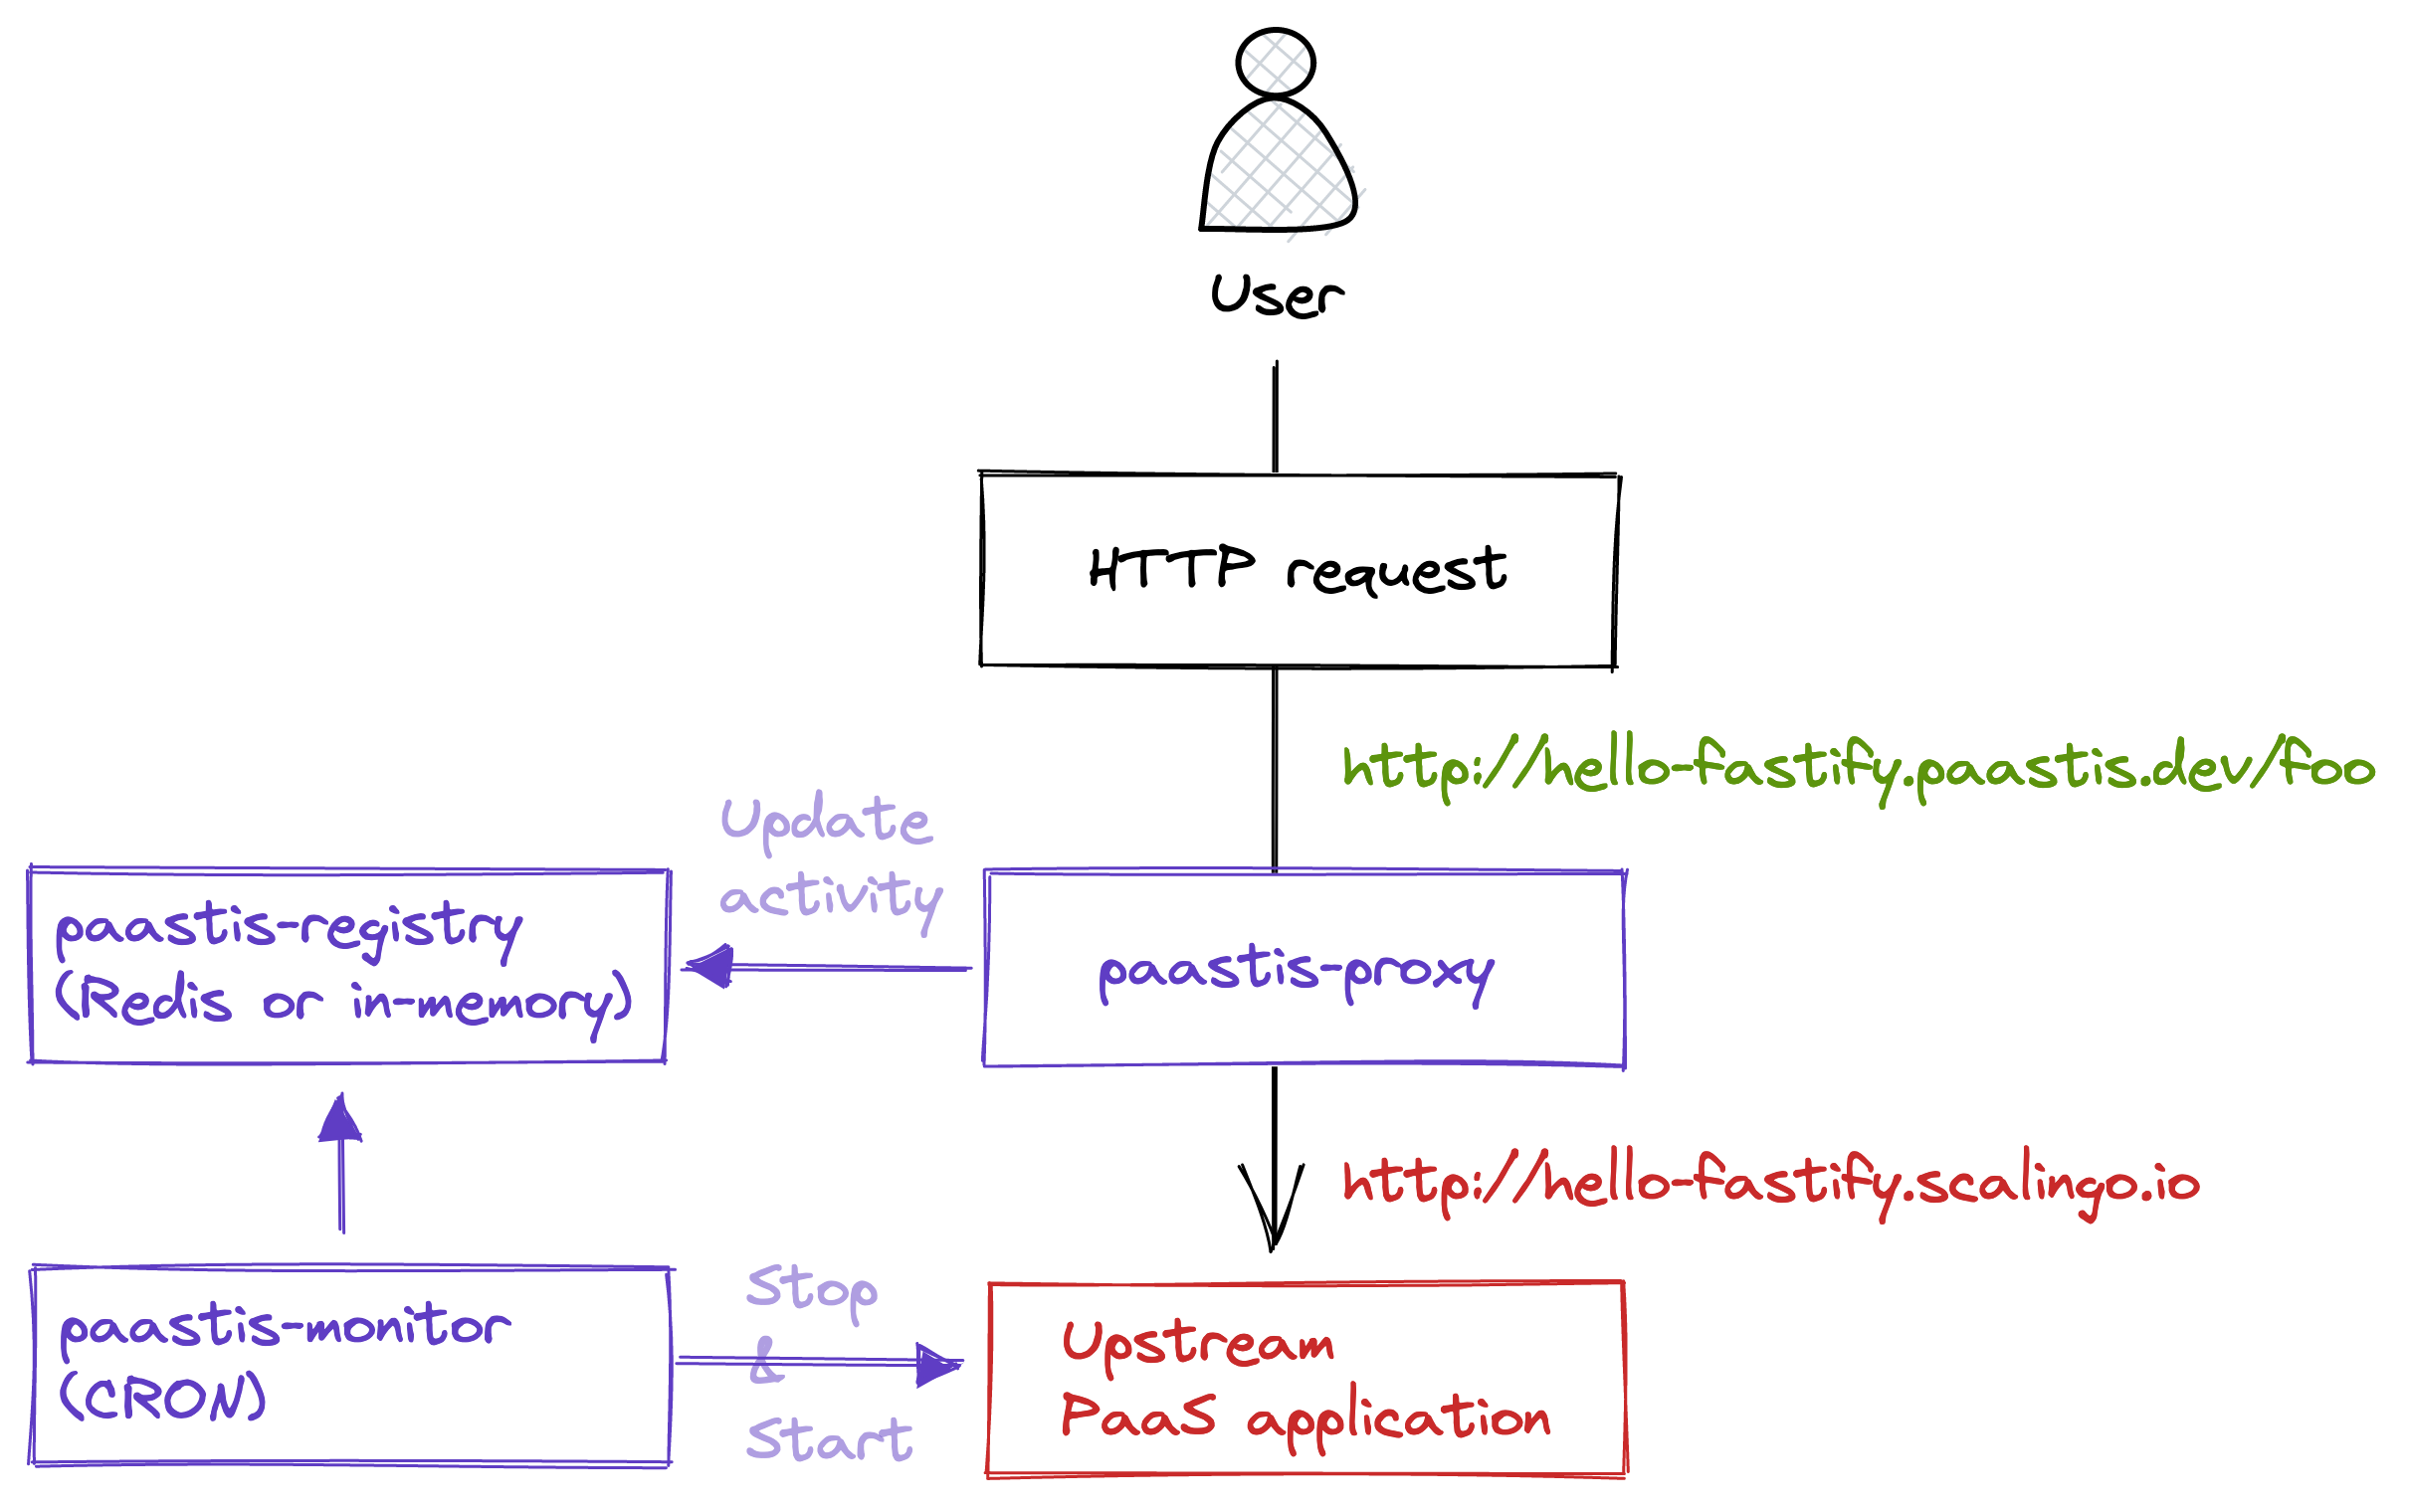 User
HTTP request
http://hello-fastify.paastis.dev/foo
Update
activity
paastis-registry
(Redis or in-memory)
paastis-proxy
http://hello-fastify.scalingo.io
paastis-monitor
(CRON)
Stop
&
Start
Upstream
PaaS application